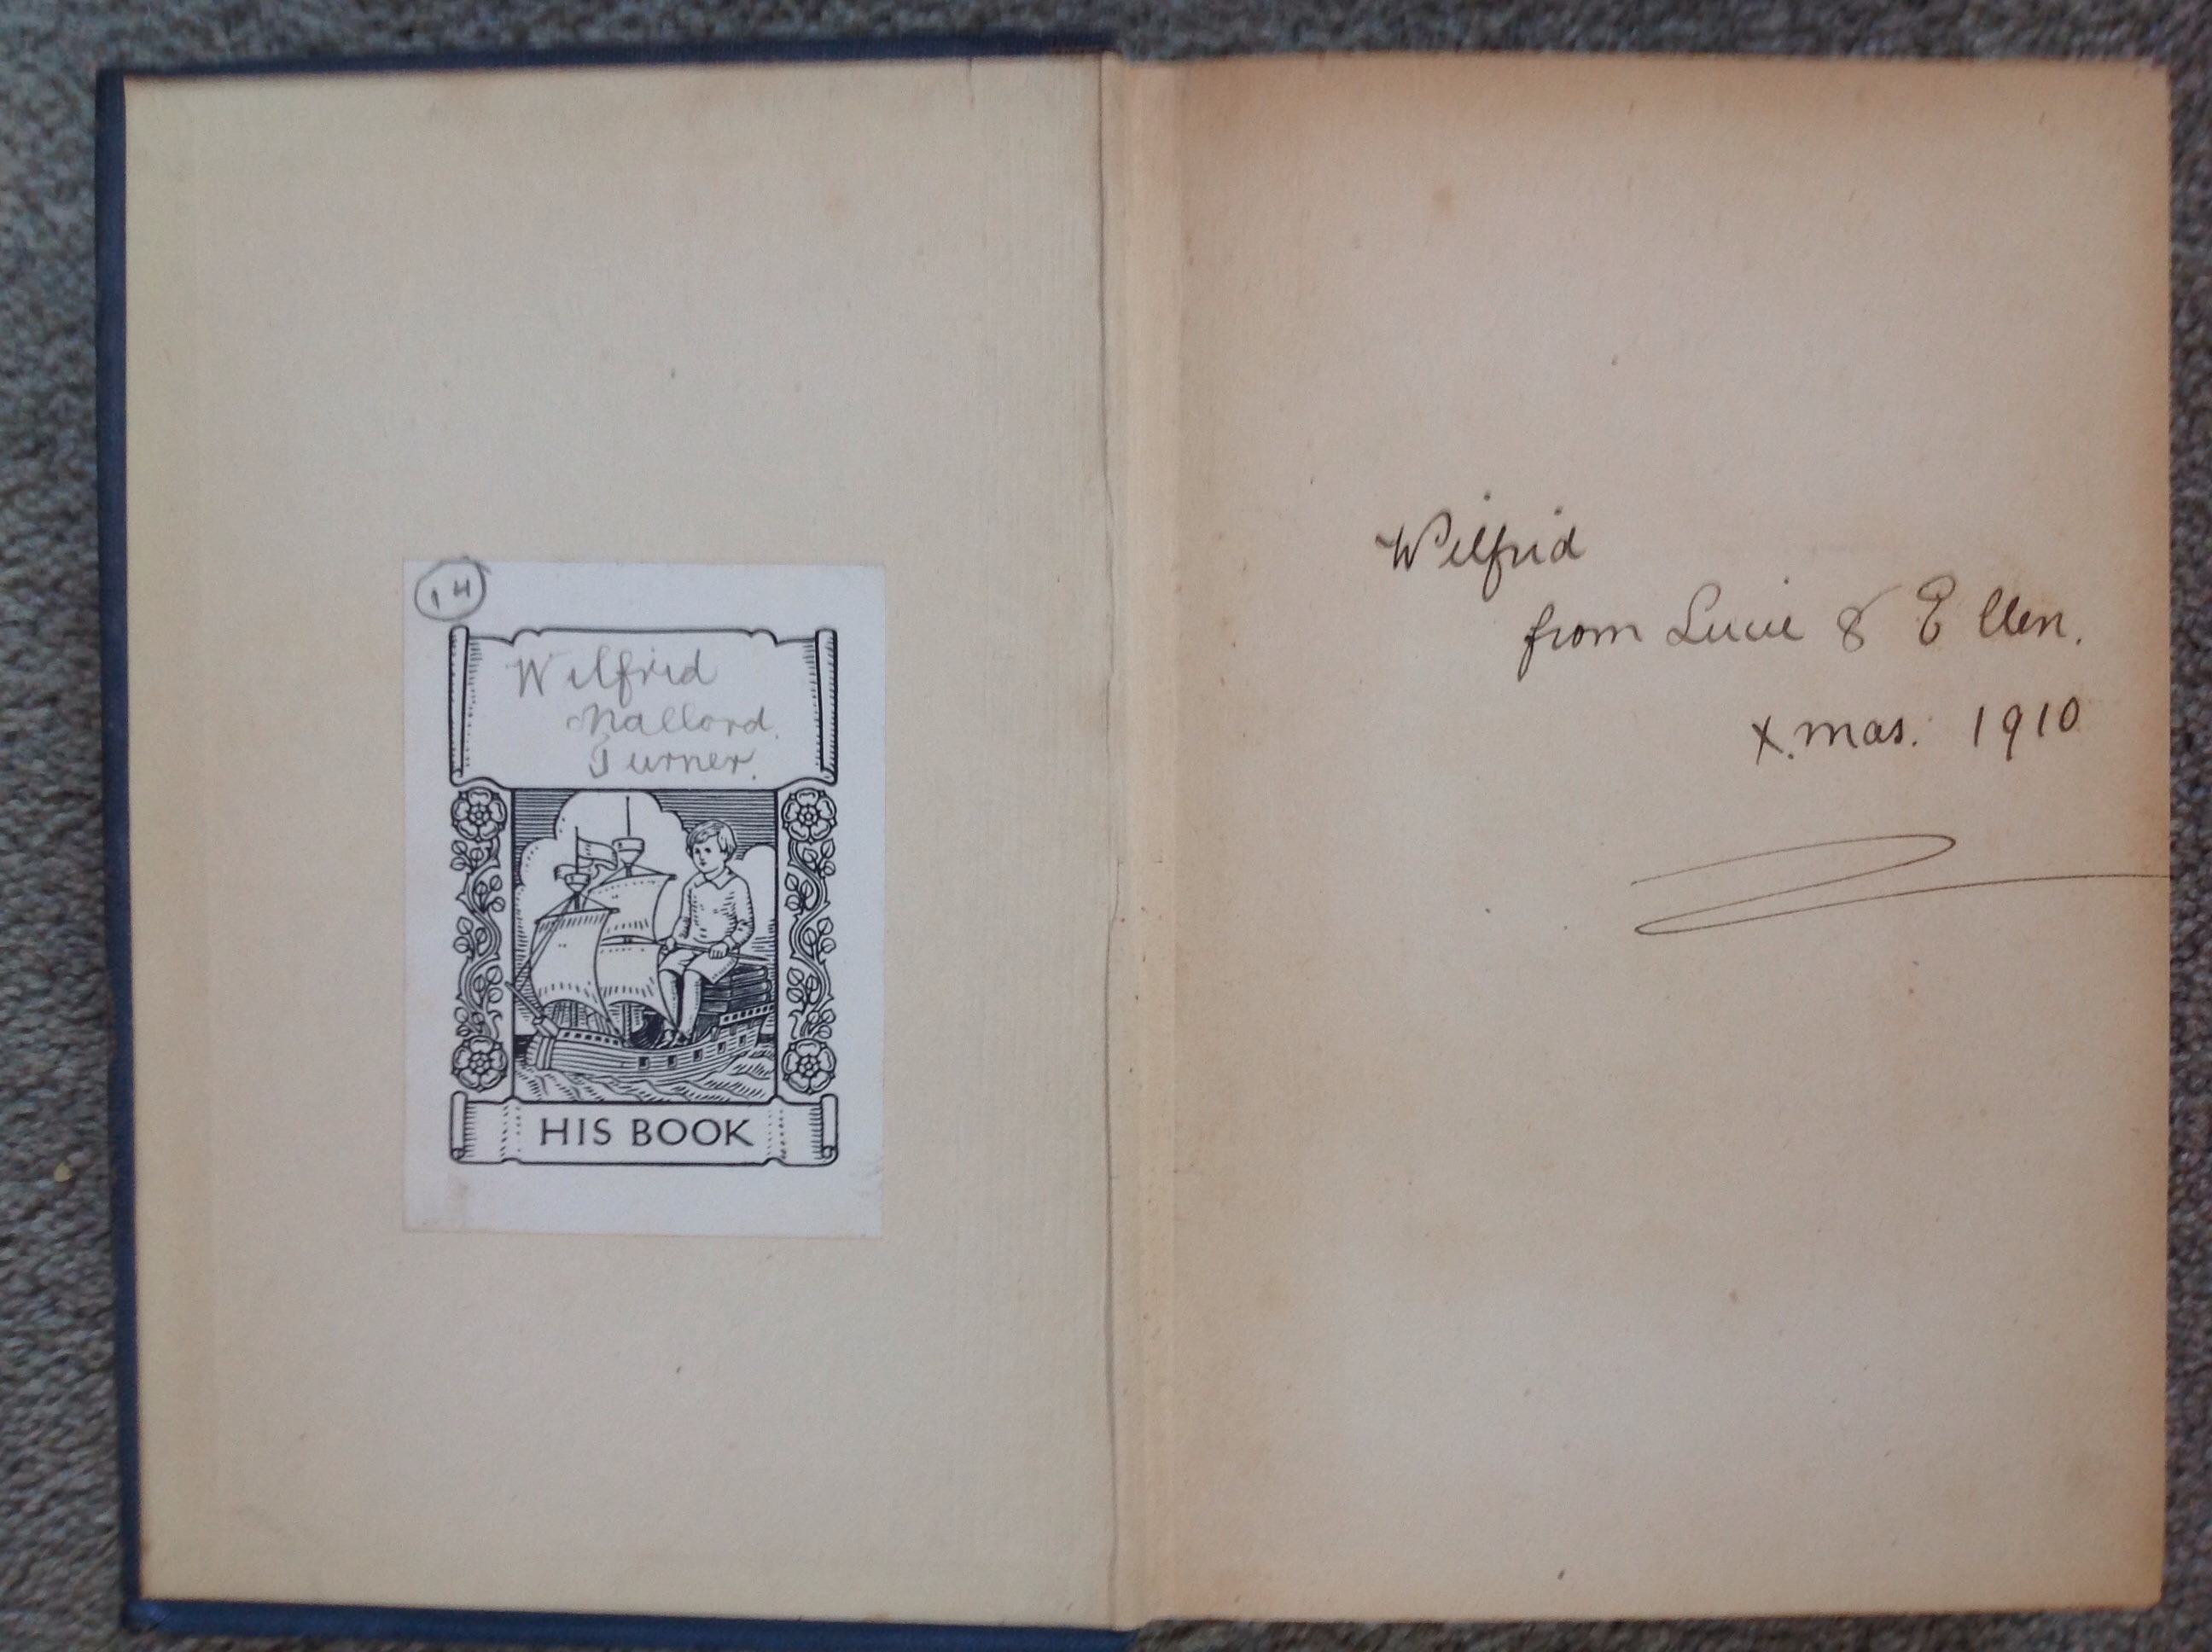 14
Wilfrid
Mallord.
Turner.
HIS BOOK
Wilfrid
from Lucie & Ellen.
X.mas. 1910